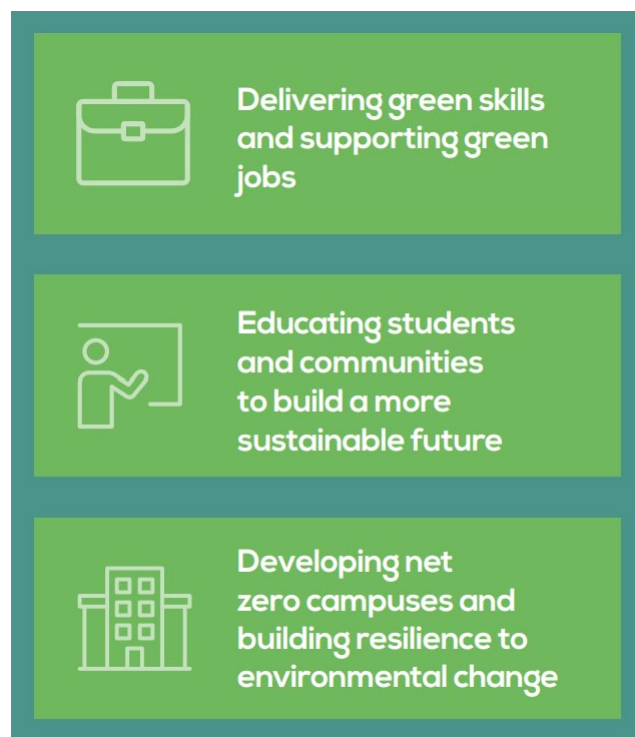 Delivering green skills
and supporting green
jobs
Educating students
and communities
to build a more
sustainable future
Developing net
zero campuses and
building resilience to
environmental change